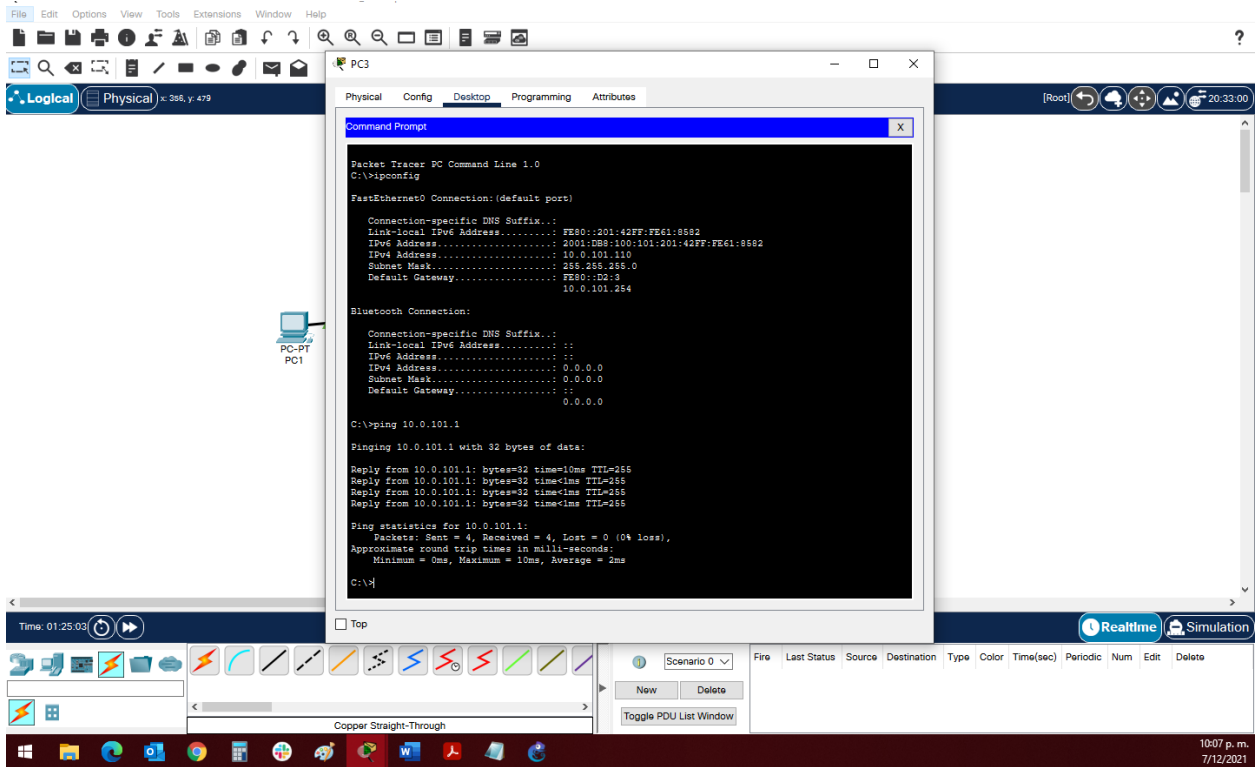 File Edit Options View Tools Extensions Window Help
?
PC3
Logical Physical x: 356, y: 479
[Root] 20:33:00
Physical Config Desktop Programming Attributes
Command Prompt X
Packet Tracer PC Command Line 1.0
C:\>ipconfig
FastEthernet0 Connection:(default port)
Connection-specific DNS Suffix..:
Link-local IPv6 Address.........: FE80::201:42FF:FE61:8582
IPv6 Address....................: 2001:DB8:100:101:201:42FF:FE61:8582
IPv4 Address....................: 10.0.101.110
Subnet Mask.....................: 255.255.255.0
Default Gateway.................: FE80::D2:3
10.0.101.254
Bluetooth Connection:
Connection-specific DNS Suffix..:
Link-local IPv6 Address.........: ::
IPv6 Address....................: ::
IPv4 Address....................: 0.0.0.0
Subnet Mask.....................: 0.0.0.0
Default Gateway.................: ::
0.0.0.0
PC-PT
PC1
C:\>ping 10.0.101.1
Pinging 10.0.101.1 with 32 bytes of data:
Reply from 10.0.101.1: bytes=32 time=10ms TTL=255
Reply from 10.0.101.1: bytes=32 time<1ms TTL=255
Reply from 10.0.101.1: bytes=32 time<1ms TTL=255
Reply from 10.0.101.1: bytes=32 time<1ms TTL=255
Ping statistics for 10.0.101.1:
Packets: Sent = 4, Received = 4, Lost = 0 (0% loss),
Approximate round trip times in milli-seconds:
Minimum = 0ms, Maximum = 10ms, Average = 2ms
C:\>
Top
Time: 01:25:03
Realtime Simulation
Scenario 0
Fire Last Status Source Destination Type Color Time(sec) Periodic Num Edit Delete
New Delete
Toggle PDU List Window
Copper Straight-Through
10:07 p. m.
7/12/2021